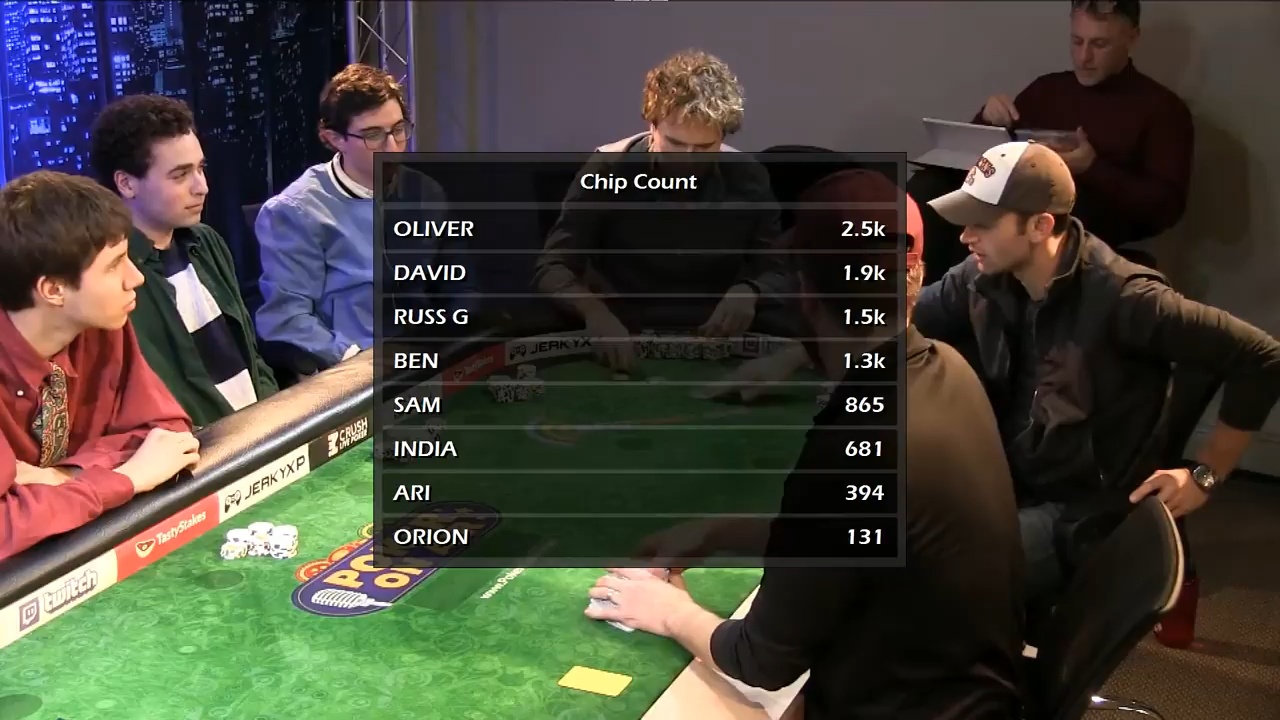 Chip Count
OLIVER 2.5k
DAVID 1.9k
RUSS G 1.5k
BEN 1.3k
SAM 865
INDIA 681
ARI 394
ORION 131
JERKYX
CRUSH
LIVE POKER
JERKYXP
TastyStakes
twitch